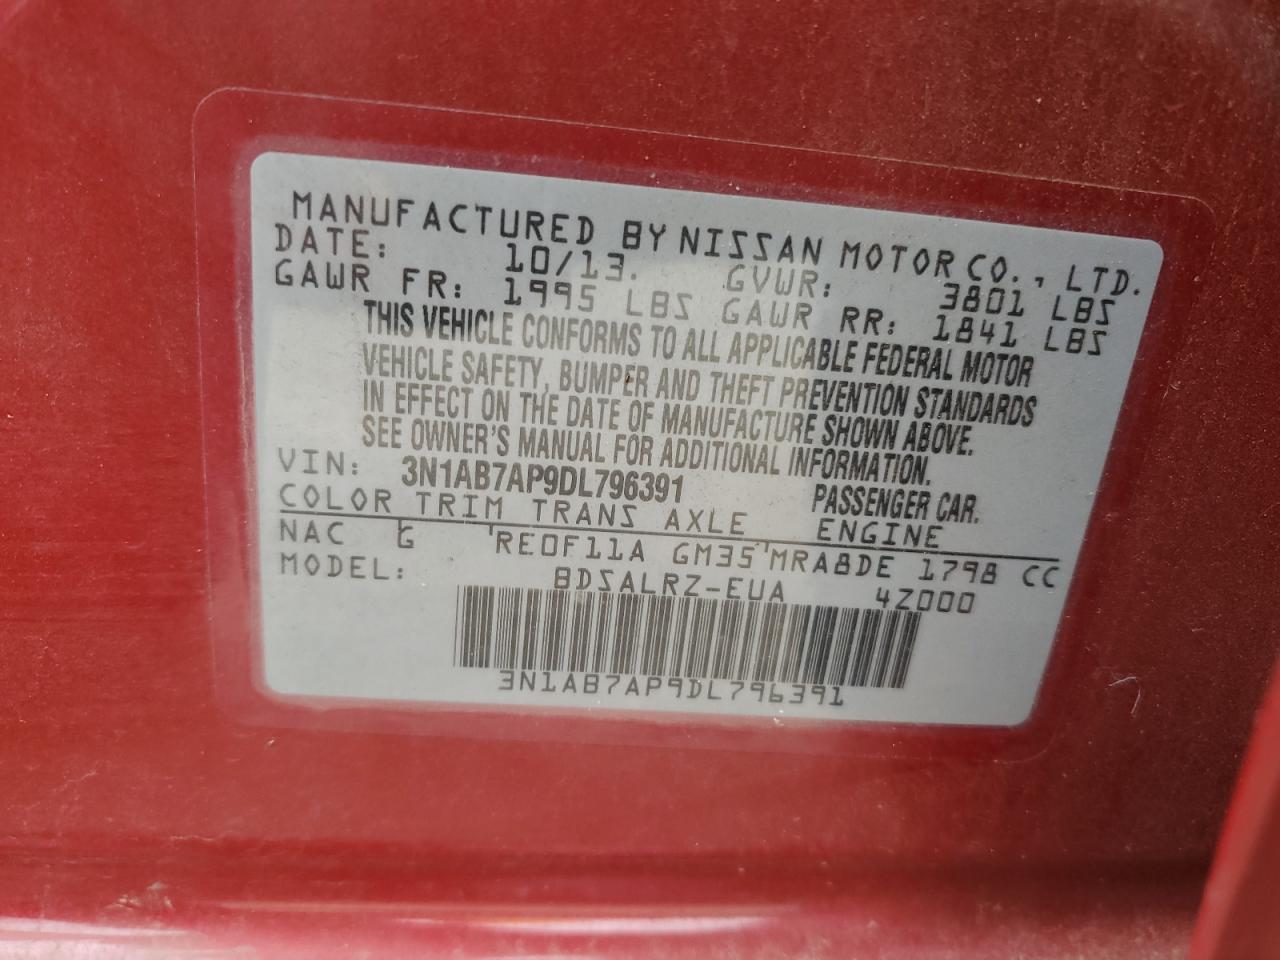 MANUFACTURED BY NISSAN MOTOR CO., LTD.
DATE: 10/13. GVWR: 3801 LBS
GAWR FR: 1995 LBS GAWR RR: 1841 LBS
THIS VEHICLE CONFORMS TO ALL APPLICABLE FEDERAL MOTOR
VEHICLE SAFETY, BUMPER AND THEFT PREVENTION STANDARDS
IN EFFECT ON THE DATE OF MANUFACTURE SHOWN ABOVE.
SEE OWNER'S MANUAL FOR ADDITIONAL INFORMATION.
VIN: 3N1AB7AP9DL796391 PASSENGER CAR.
COLOR TRIM TRANS AXLE ENGINE
NAC G RE0F11A GM35 MRA8DE 1798 CC
MODEL: BDSALRZ-EUA 4Z000
3N1AB7AP9DL796391